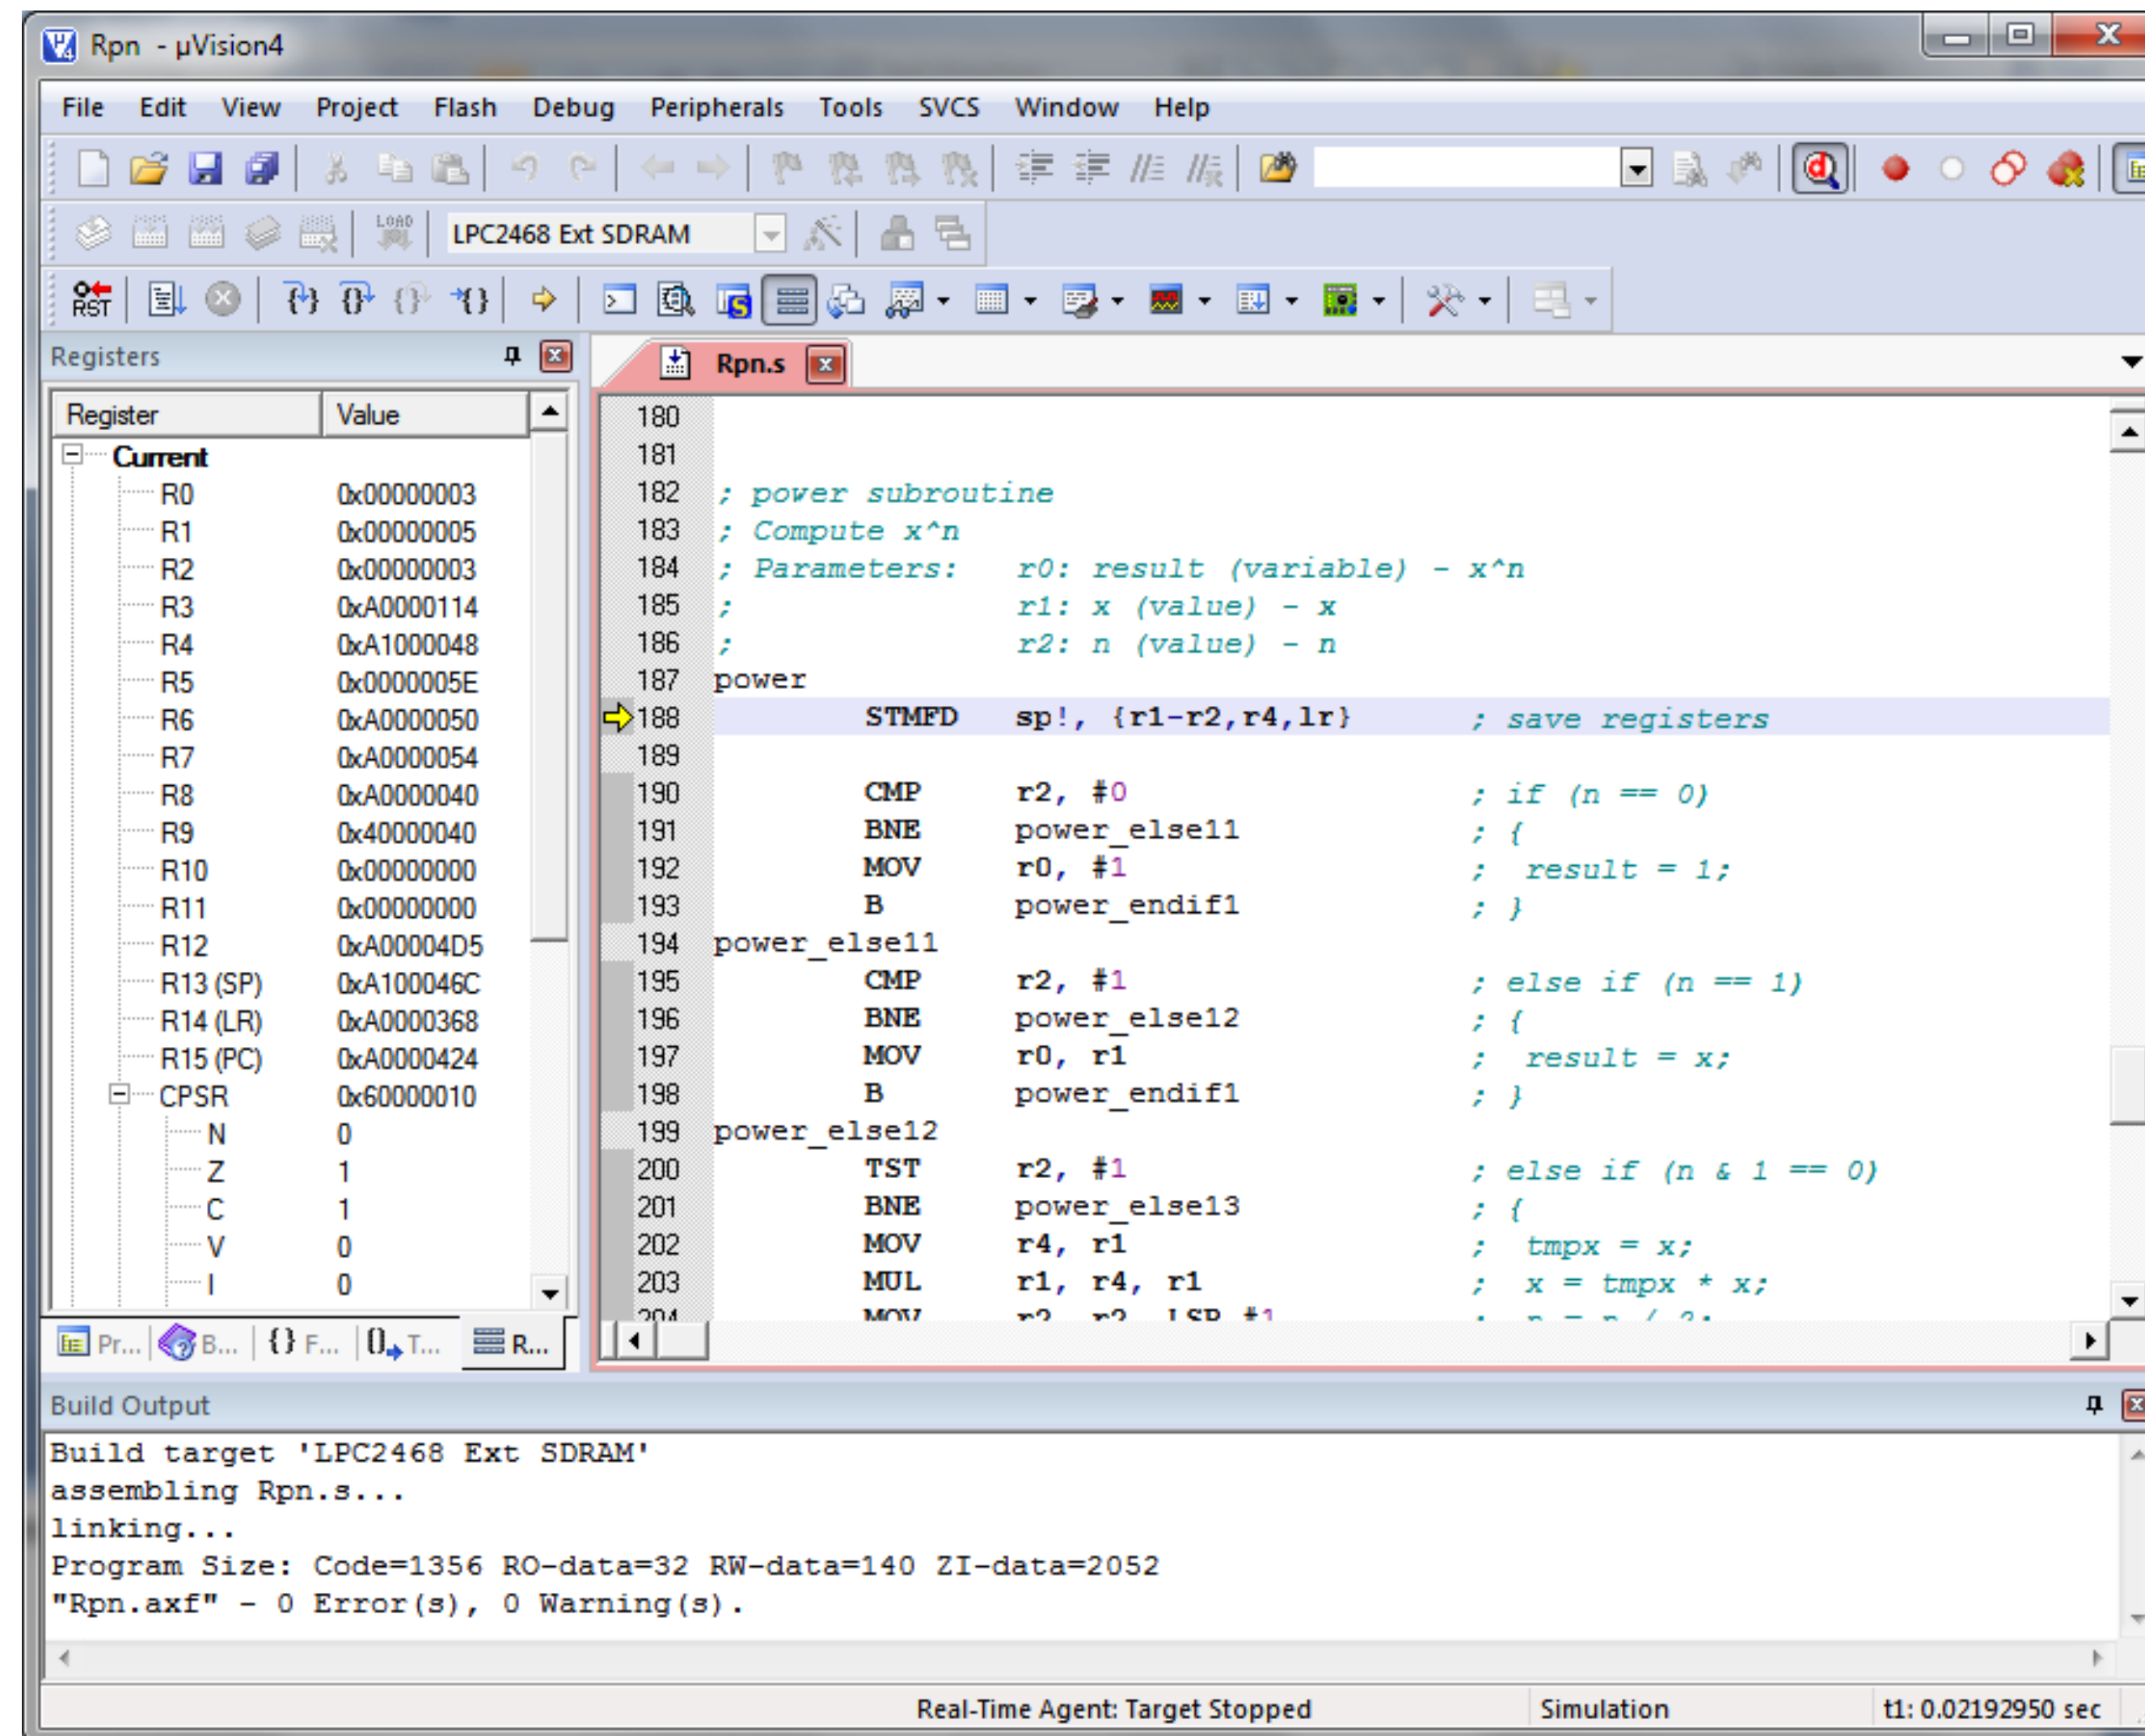 Rpn - µVision4
File Edit View Project Flash Debug Peripherals Tools SVCS Window Help
LOAD LPC2468 Ext SDRAM
RST
Registers
Register Value
Current
R0 0x00000003
R1 0x00000005
R2 0x00000003
R3 0xA0000114
R4 0xA1000048
R5 0x0000005E
R6 0xA0000050
R7 0xA0000054
R8 0xA0000040
R9 0x40000040
R10 0x00000000
R11 0x00000000
R12 0xA00004D5
R13 (SP) 0xA100046C
R14 (LR) 0xA0000368
R15 (PC) 0xA0000424
CPSR 0x60000010
N 0
Z 1
C 1
V 0
I 0
Pr... B... {} F... T... R...
Rpn.s
180
181
182 ; power subroutine
183 ; Compute x^n
184 ; Parameters: r0: result (variable) - x^n
185 ; r1: x (value) - x
186 ; r2: n (value) - n
187 power
188 STMFD sp!, {r1-r2,r4,lr} ; save registers
189
190 CMP r2, #0 ; if (n == 0)
191 BNE power_else11 ; {
192 MOV r0, #1 ; result = 1;
193 B power_endif1 ; }
194 power_else11
195 CMP r2, #1 ; else if (n == 1)
196 BNE power_else12 ; {
197 MOV r0, r1 ; result = x;
198 B power_endif1 ; }
199 power_else12
200 TST r2, #1 ; else if (n & 1 == 0)
201 BNE power_else13 ; {
202 MOV r4, r1 ; tmpx = x;
203 MUL r1, r4, r1 ; x = tmpx * x;
204 MOV r2, r2, LSR #1 ; n = n / 2;
Build Output
Build target 'LPC2468 Ext SDRAM'
assembling Rpn.s...
linking...
Program Size: Code=1356 RO-data=32 RW-data=140 ZI-data=2052
"Rpn.axf" - 0 Error(s), 0 Warning(s).
Real-Time Agent: Target Stopped Simulation t1: 0.02192950 sec